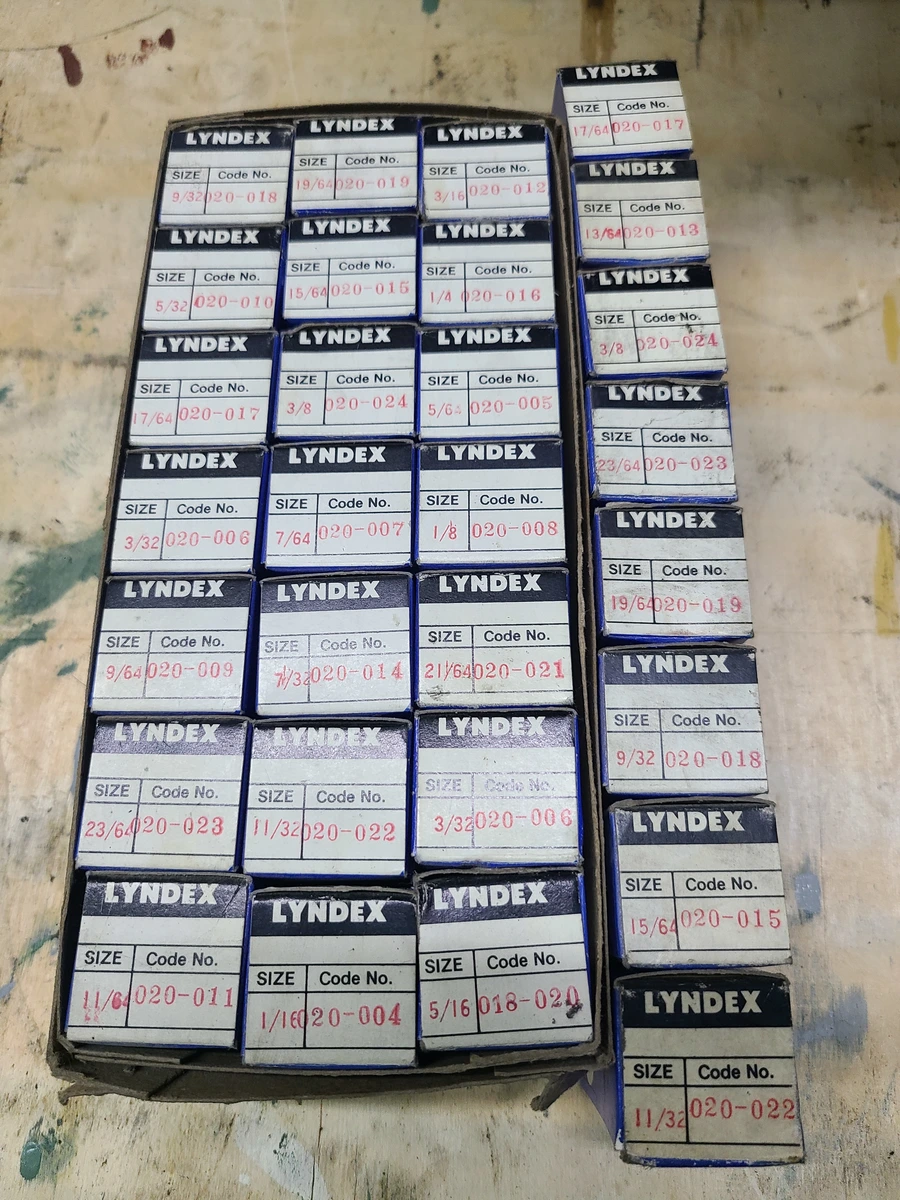 LYNDEX
SIZE Code No.
9/32 020-018
LYNDEX
SIZE Code No.
19/64 020-019
LYNDEX
SIZE Code No.
3/16 020-012
LYNDEX
SIZE Code No.
5/32 020-010
LYNDEX
SIZE Code No.
15/64 020-015
LYNDEX
SIZE Code No.
1/4 020-016
LYNDEX
SIZE Code No.
17/64 020-017
LYNDEX
SIZE Code No.
3/8 020-024
LYNDEX
SIZE Code No.
5/64 020-005
LYNDEX
SIZE Code No.
3/32 020-006
LYNDEX
SIZE Code No.
7/64 020-007
LYNDEX
SIZE Code No.
1/8 020-008
LYNDEX
SIZE Code No.
9/64 020-009
LYNDEX
SIZE Code No.
7/32 020-014
LYNDEX
SIZE Code No.
21/64 020-021
LYNDEX
SIZE Code No.
23/64 020-023
LYNDEX
SIZE Code No.
11/32 020-022
LYNDEX
SIZE Code No.
3/32 020-006
LYNDEX
SIZE Code No.
11/64 020-011
LYNDEX
SIZE Code No.
1/16 020-004
LYNDEX
SIZE Code No.
5/16 018-020
LYNDEX
SIZE Code No.
17/64 020-017
LYNDEX
SIZE Code No.
13/64 020-013
LYNDEX
SIZE Code No.
3/8 020-024
LYNDEX
SIZE Code No.
23/64 020-023
LYNDEX
SIZE Code No.
19/64 020-019
LYNDEX
SIZE Code No.
9/32 020-018
LYNDEX
SIZE Code No.
15/64 020-015
LYNDEX
SIZE Code No.
11/32 020-022